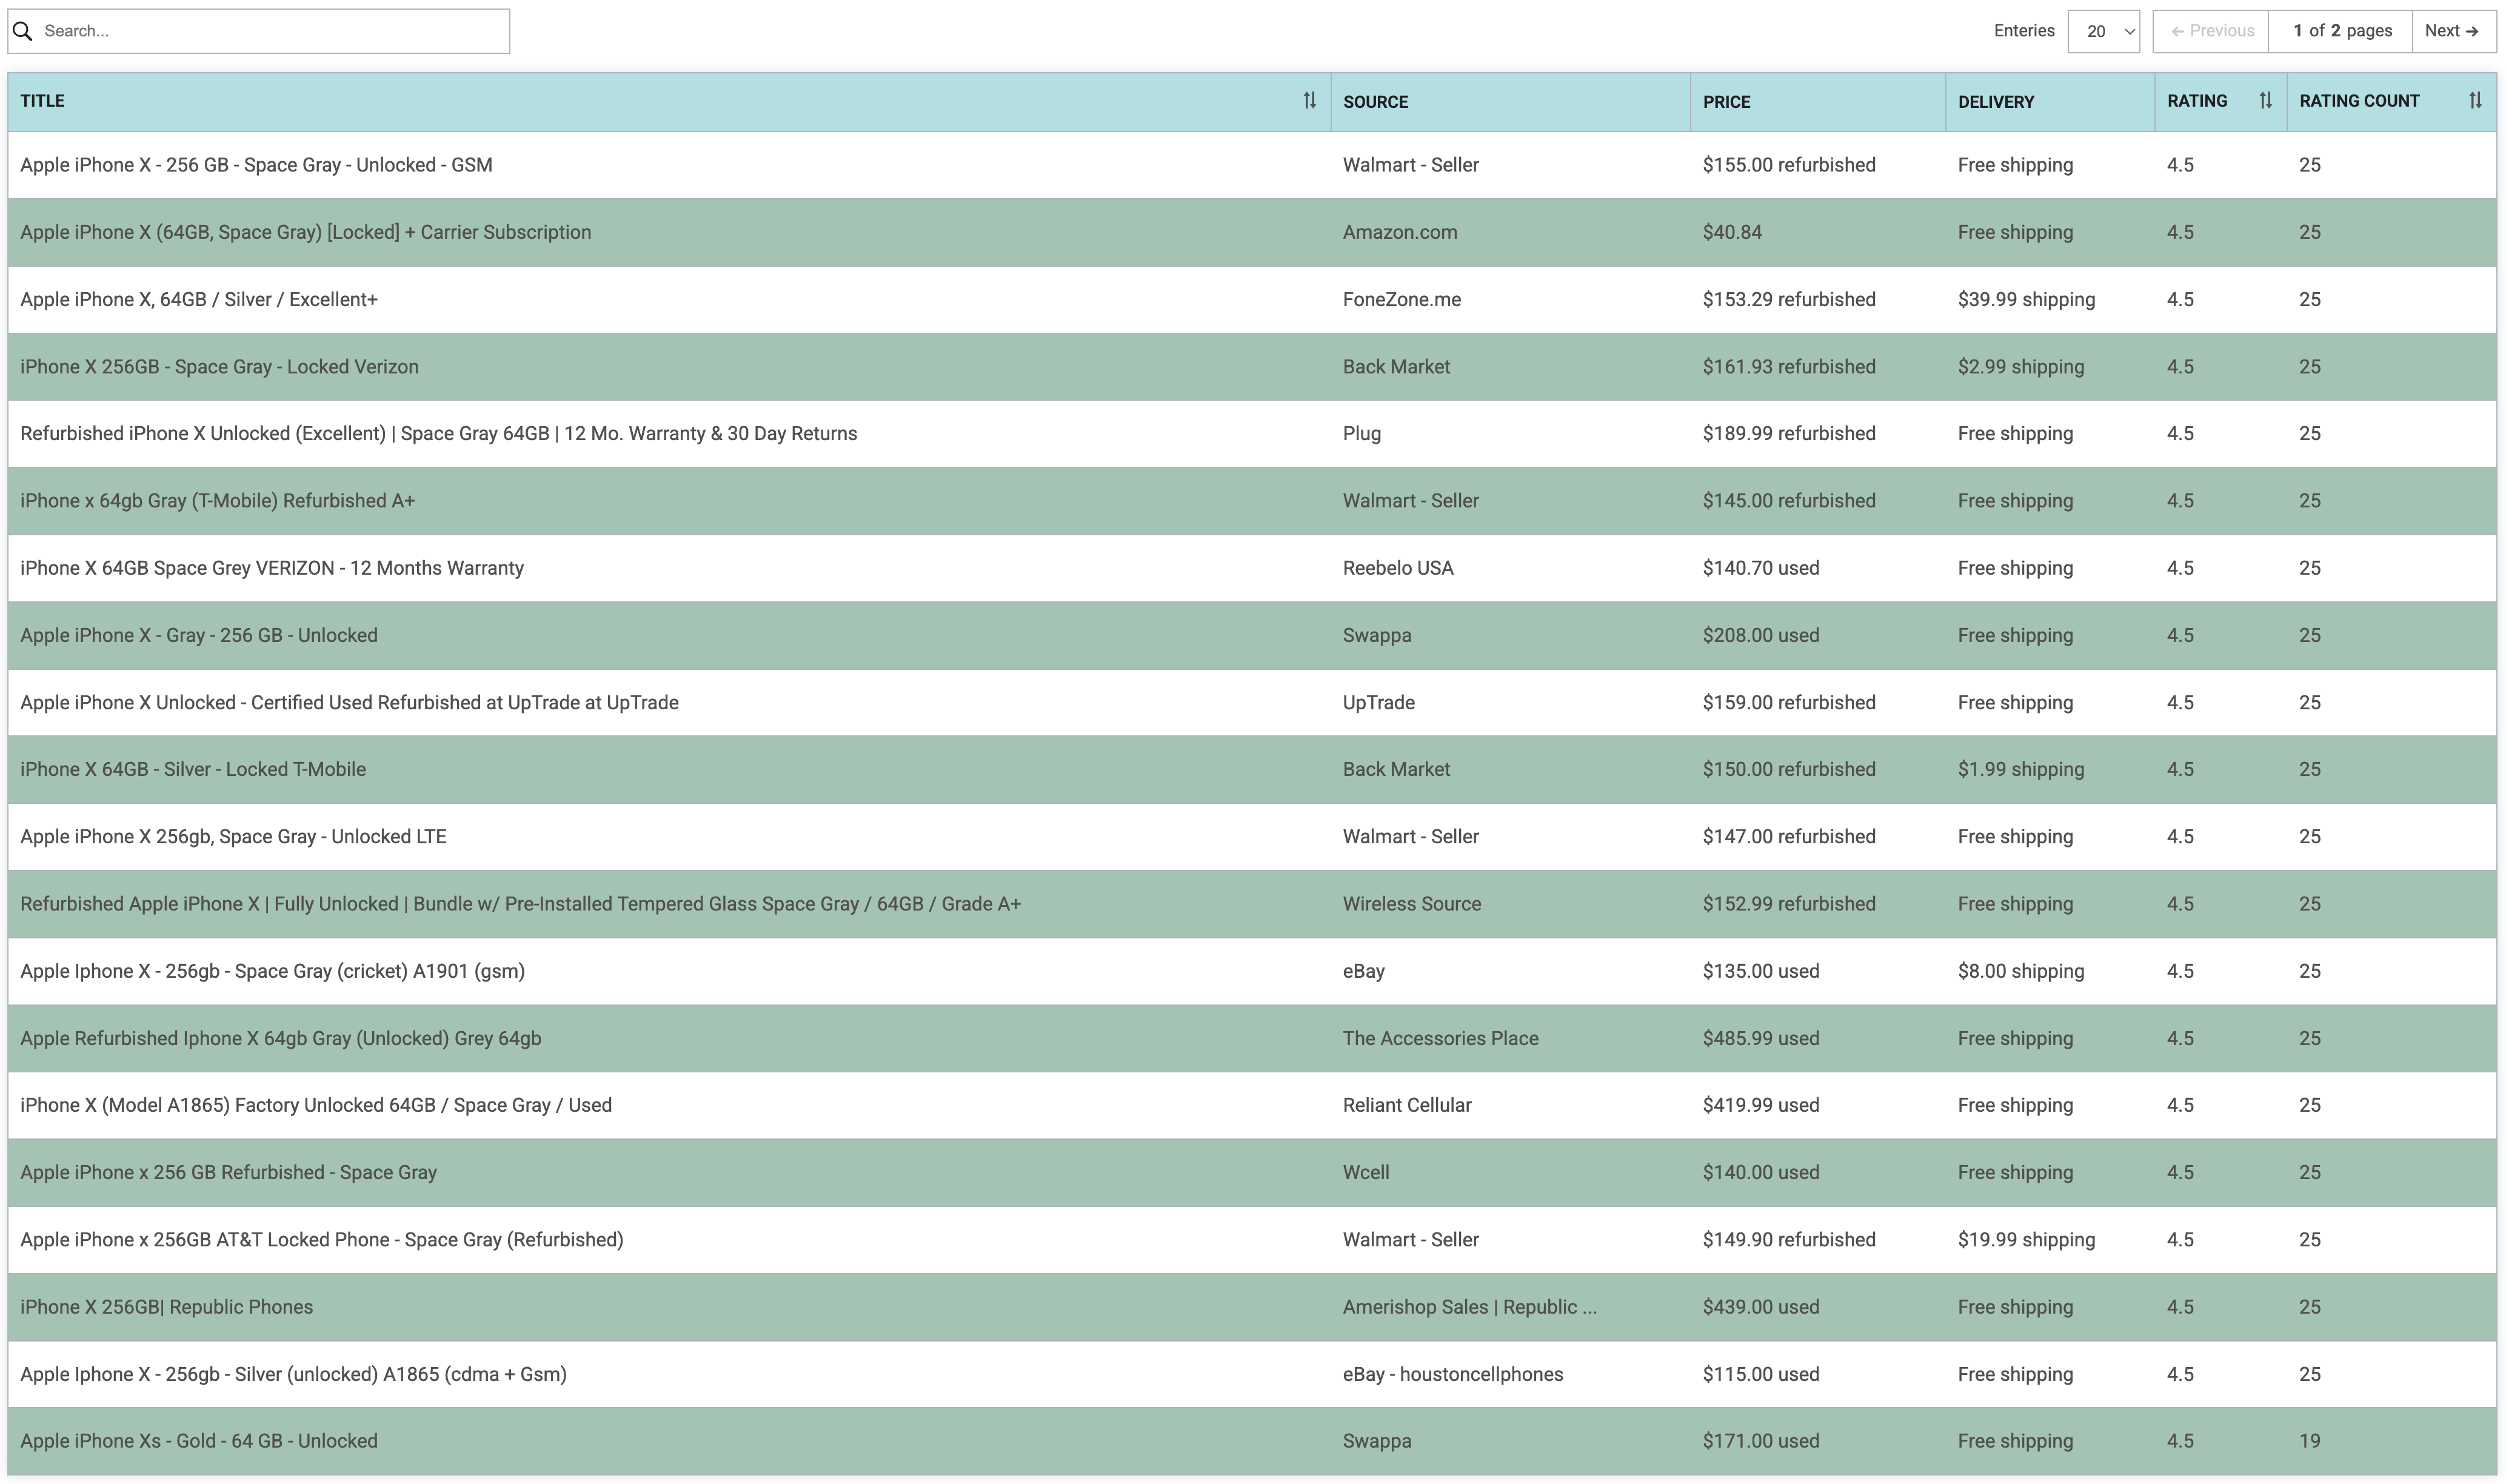 Search... Enteries 20 ← Previous 1 of 2 pages Next →
TITLE SOURCE PRICE DELIVERY RATING RATING COUNT
Apple iPhone X - 256 GB - Space Gray - Unlocked - GSM Walmart - Seller $155.00 refurbished Free shipping 4.5 25
Apple iPhone X (64GB, Space Gray) [Locked] + Carrier Subscription Amazon.com $40.84 Free shipping 4.5 25
Apple iPhone X, 64GB / Silver / Excellent+ FoneZone.me $153.29 refurbished $39.99 shipping 4.5 25
iPhone X 256GB - Space Gray - Locked Verizon Back Market $161.93 refurbished $2.99 shipping 4.5 25
Refurbished iPhone X Unlocked (Excellent) | Space Gray 64GB | 12 Mo. Warranty & 30 Day Returns Plug $189.99 refurbished Free shipping 4.5 25
iPhone x 64gb Gray (T-Mobile) Refurbished A+ Walmart - Seller $145.00 refurbished Free shipping 4.5 25
iPhone X 64GB Space Grey VERIZON - 12 Months Warranty Reebelo USA $140.70 used Free shipping 4.5 25
Apple iPhone X - Gray - 256 GB - Unlocked Swappa $208.00 used Free shipping 4.5 25
Apple iPhone X Unlocked - Certified Used Refurbished at UpTrade at UpTrade UpTrade $159.00 refurbished Free shipping 4.5 25
iPhone X 64GB - Silver - Locked T-Mobile Back Market $150.00 refurbished $1.99 shipping 4.5 25
Apple iPhone X 256gb, Space Gray - Unlocked LTE Walmart - Seller $147.00 refurbished Free shipping 4.5 25
Refurbished Apple iPhone X | Fully Unlocked | Bundle w/ Pre-Installed Tempered Glass Space Gray / 64GB / Grade A+ Wireless Source $152.99 refurbished Free shipping 4.5 25
Apple Iphone X - 256gb - Space Gray (cricket) A1901 (gsm) eBay $135.00 used $8.00 shipping 4.5 25
Apple Refurbished Iphone X 64gb Gray (Unlocked) Grey 64gb The Accessories Place $485.99 used Free shipping 4.5 25
iPhone X (Model A1865) Factory Unlocked 64GB / Space Gray / Used Reliant Cellular $419.99 used Free shipping 4.5 25
Apple iPhone x 256 GB Refurbished - Space Gray Wcell $140.00 used Free shipping 4.5 25
Apple iPhone x 256GB AT&T Locked Phone - Space Gray (Refurbished) Walmart - Seller $149.90 refurbished $19.99 shipping 4.5 25
iPhone X 256GB| Republic Phones Amerishop Sales | Republic ... $439.00 used Free shipping 4.5 25
Apple Iphone X - 256gb - Silver (unlocked) A1865 (cdma + Gsm) eBay - houstoncellphones $115.00 used Free shipping 4.5 25
Apple iPhone Xs - Gold - 64 GB - Unlocked Swappa $171.00 used Free shipping 4.5 19